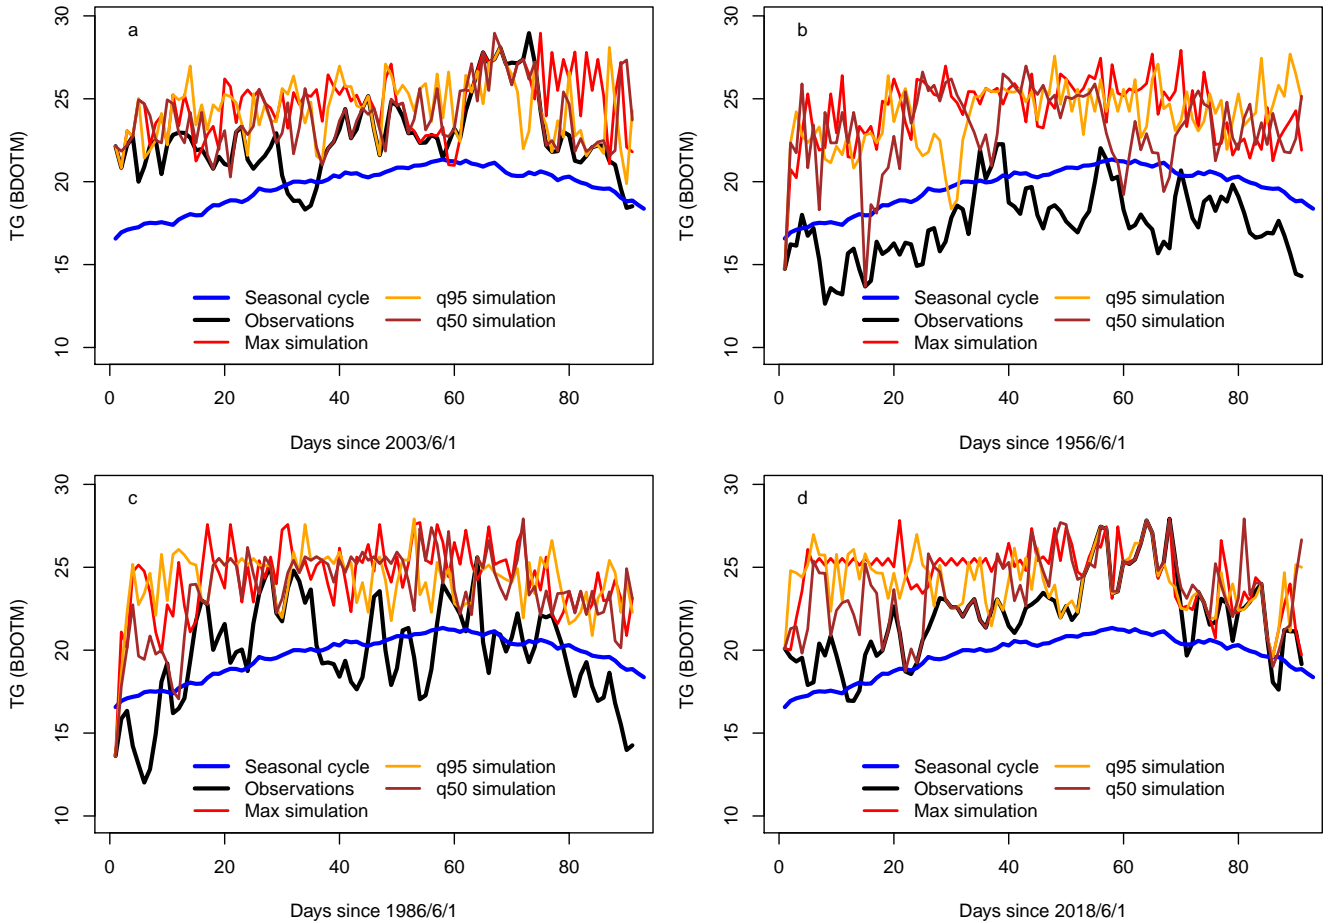 a
TG (BDOTM)
30
25
20
15
10
Seasonal cycle
Observations
Max simulation
q95 simulation
q50 simulation
0 20 40 60 80
Days since 2003/6/1
b
TG (BDOTM)
30
25
20
15
10
Seasonal cycle
Observations
Max simulation
q95 simulation
q50 simulation
0 20 40 60 80
Days since 1956/6/1
c
TG (BDOTM)
30
25
20
15
10
Seasonal cycle
Observations
Max simulation
q95 simulation
q50 simulation
0 20 40 60 80
Days since 1986/6/1
d
TG (BDOTM)
30
25
20
15
10
Seasonal cycle
Observations
Max simulation
q95 simulation
q50 simulation
0 20 40 60 80
Days since 2018/6/1